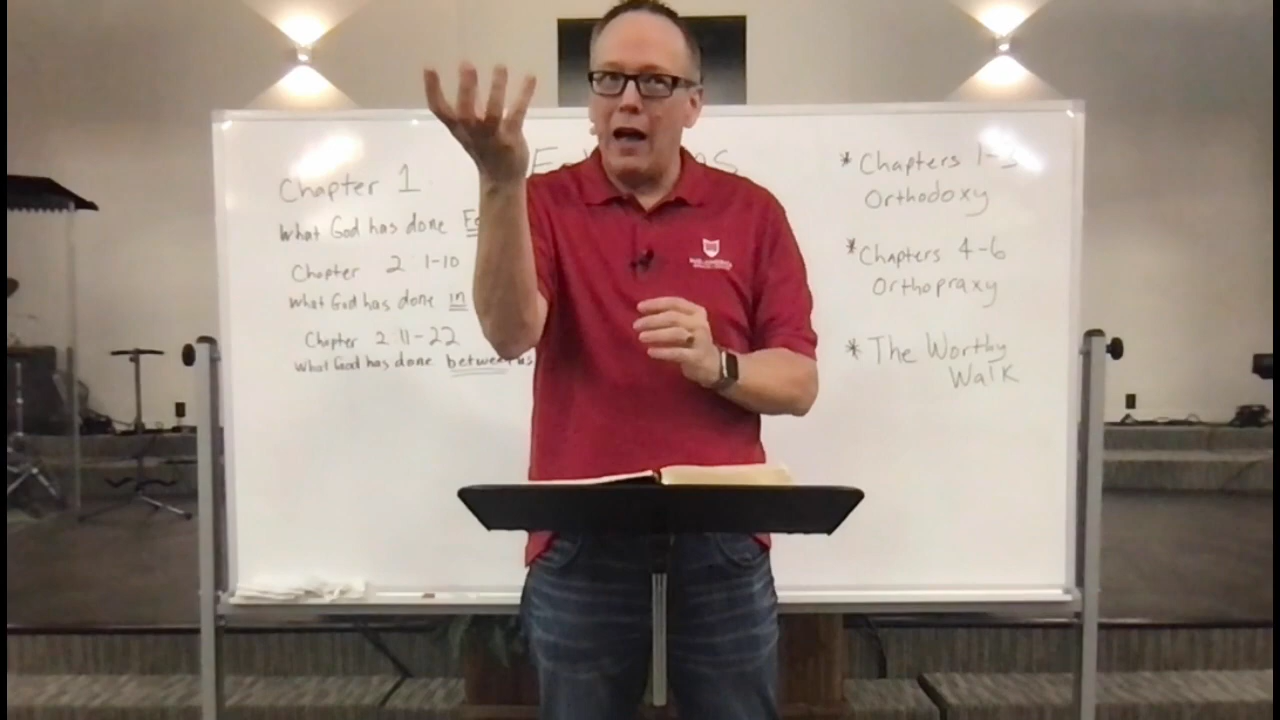 Chapter 1
What God has done
Chapter 2 1-10
What God has done in
Chapter 2 11-22
What God has done between us
* Chapters 1-3
Orthodoxy
* Chapters 4-6
Orthopraxy
* The Worthy
Walk